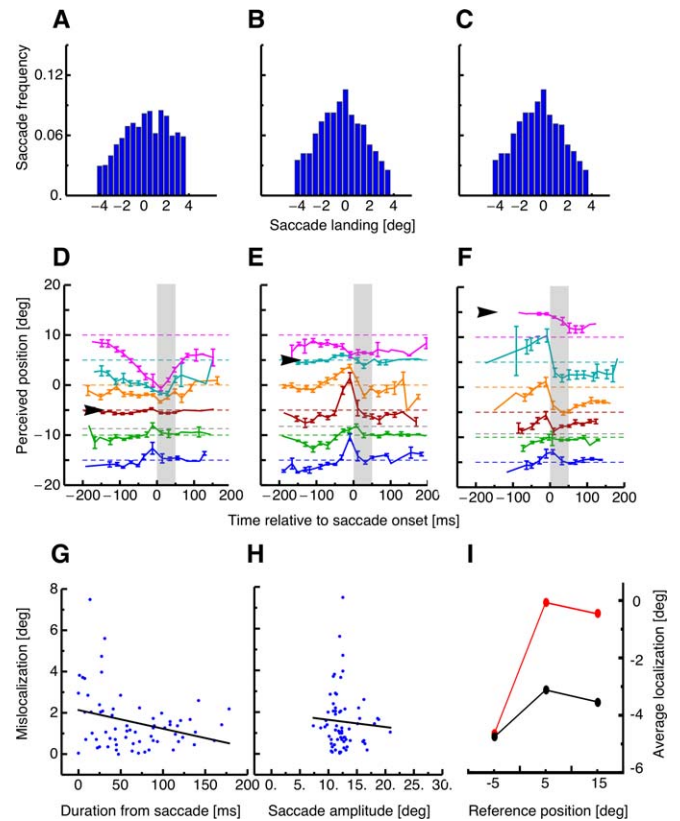 A
B
C
Saccade frequency
0.12
0.06
0.
−4 −2 0 2 4
−4 −2 0 2 4
−4 −2 0 2 4
Saccade landing [deg]
D
E
F
Perceived position [deg]
20
10
0
−10
−20
−200 −100 0 100 200
−200 −100 0 100 200
−200 −100 0 100 200
Time relative to saccade onset [ms]
G
H
I
Mislocalization [deg]
8
6
4
2
0
0 50 100 150 200
0. 5. 10. 15. 20. 25. 30.
-5 5 15
0
-2
-4
-6
Average localization [deg]
Duration from saccade [ms]
Saccade amplitude [deg]
Reference position [deg]